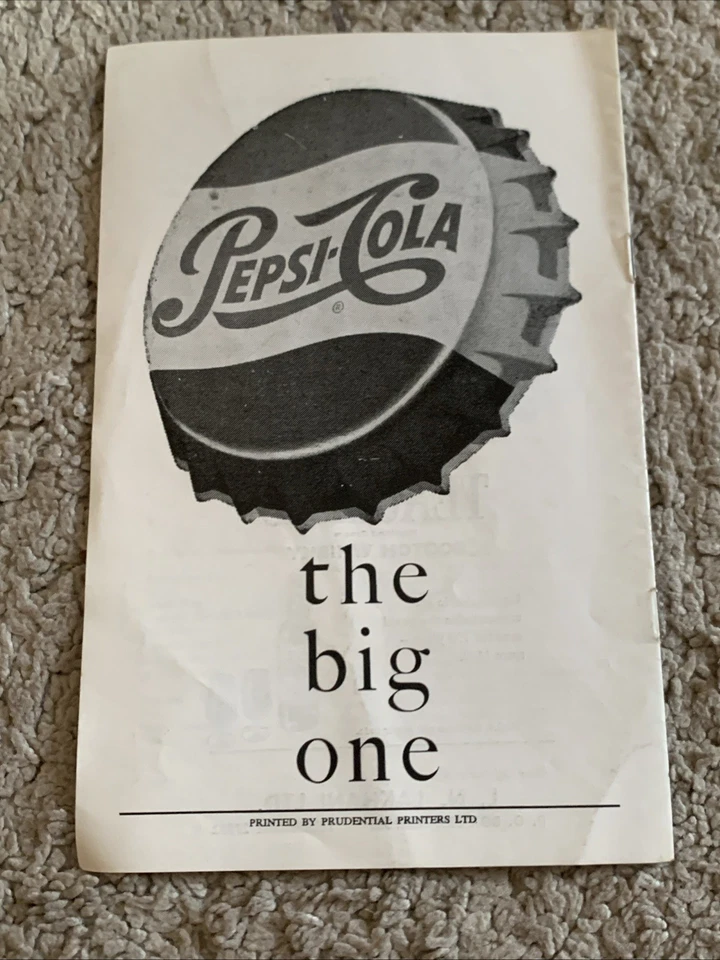 PEPSI-COLA
®
the
big
one
PRINTED BY PRUDENTIAL PRINTERS LTD